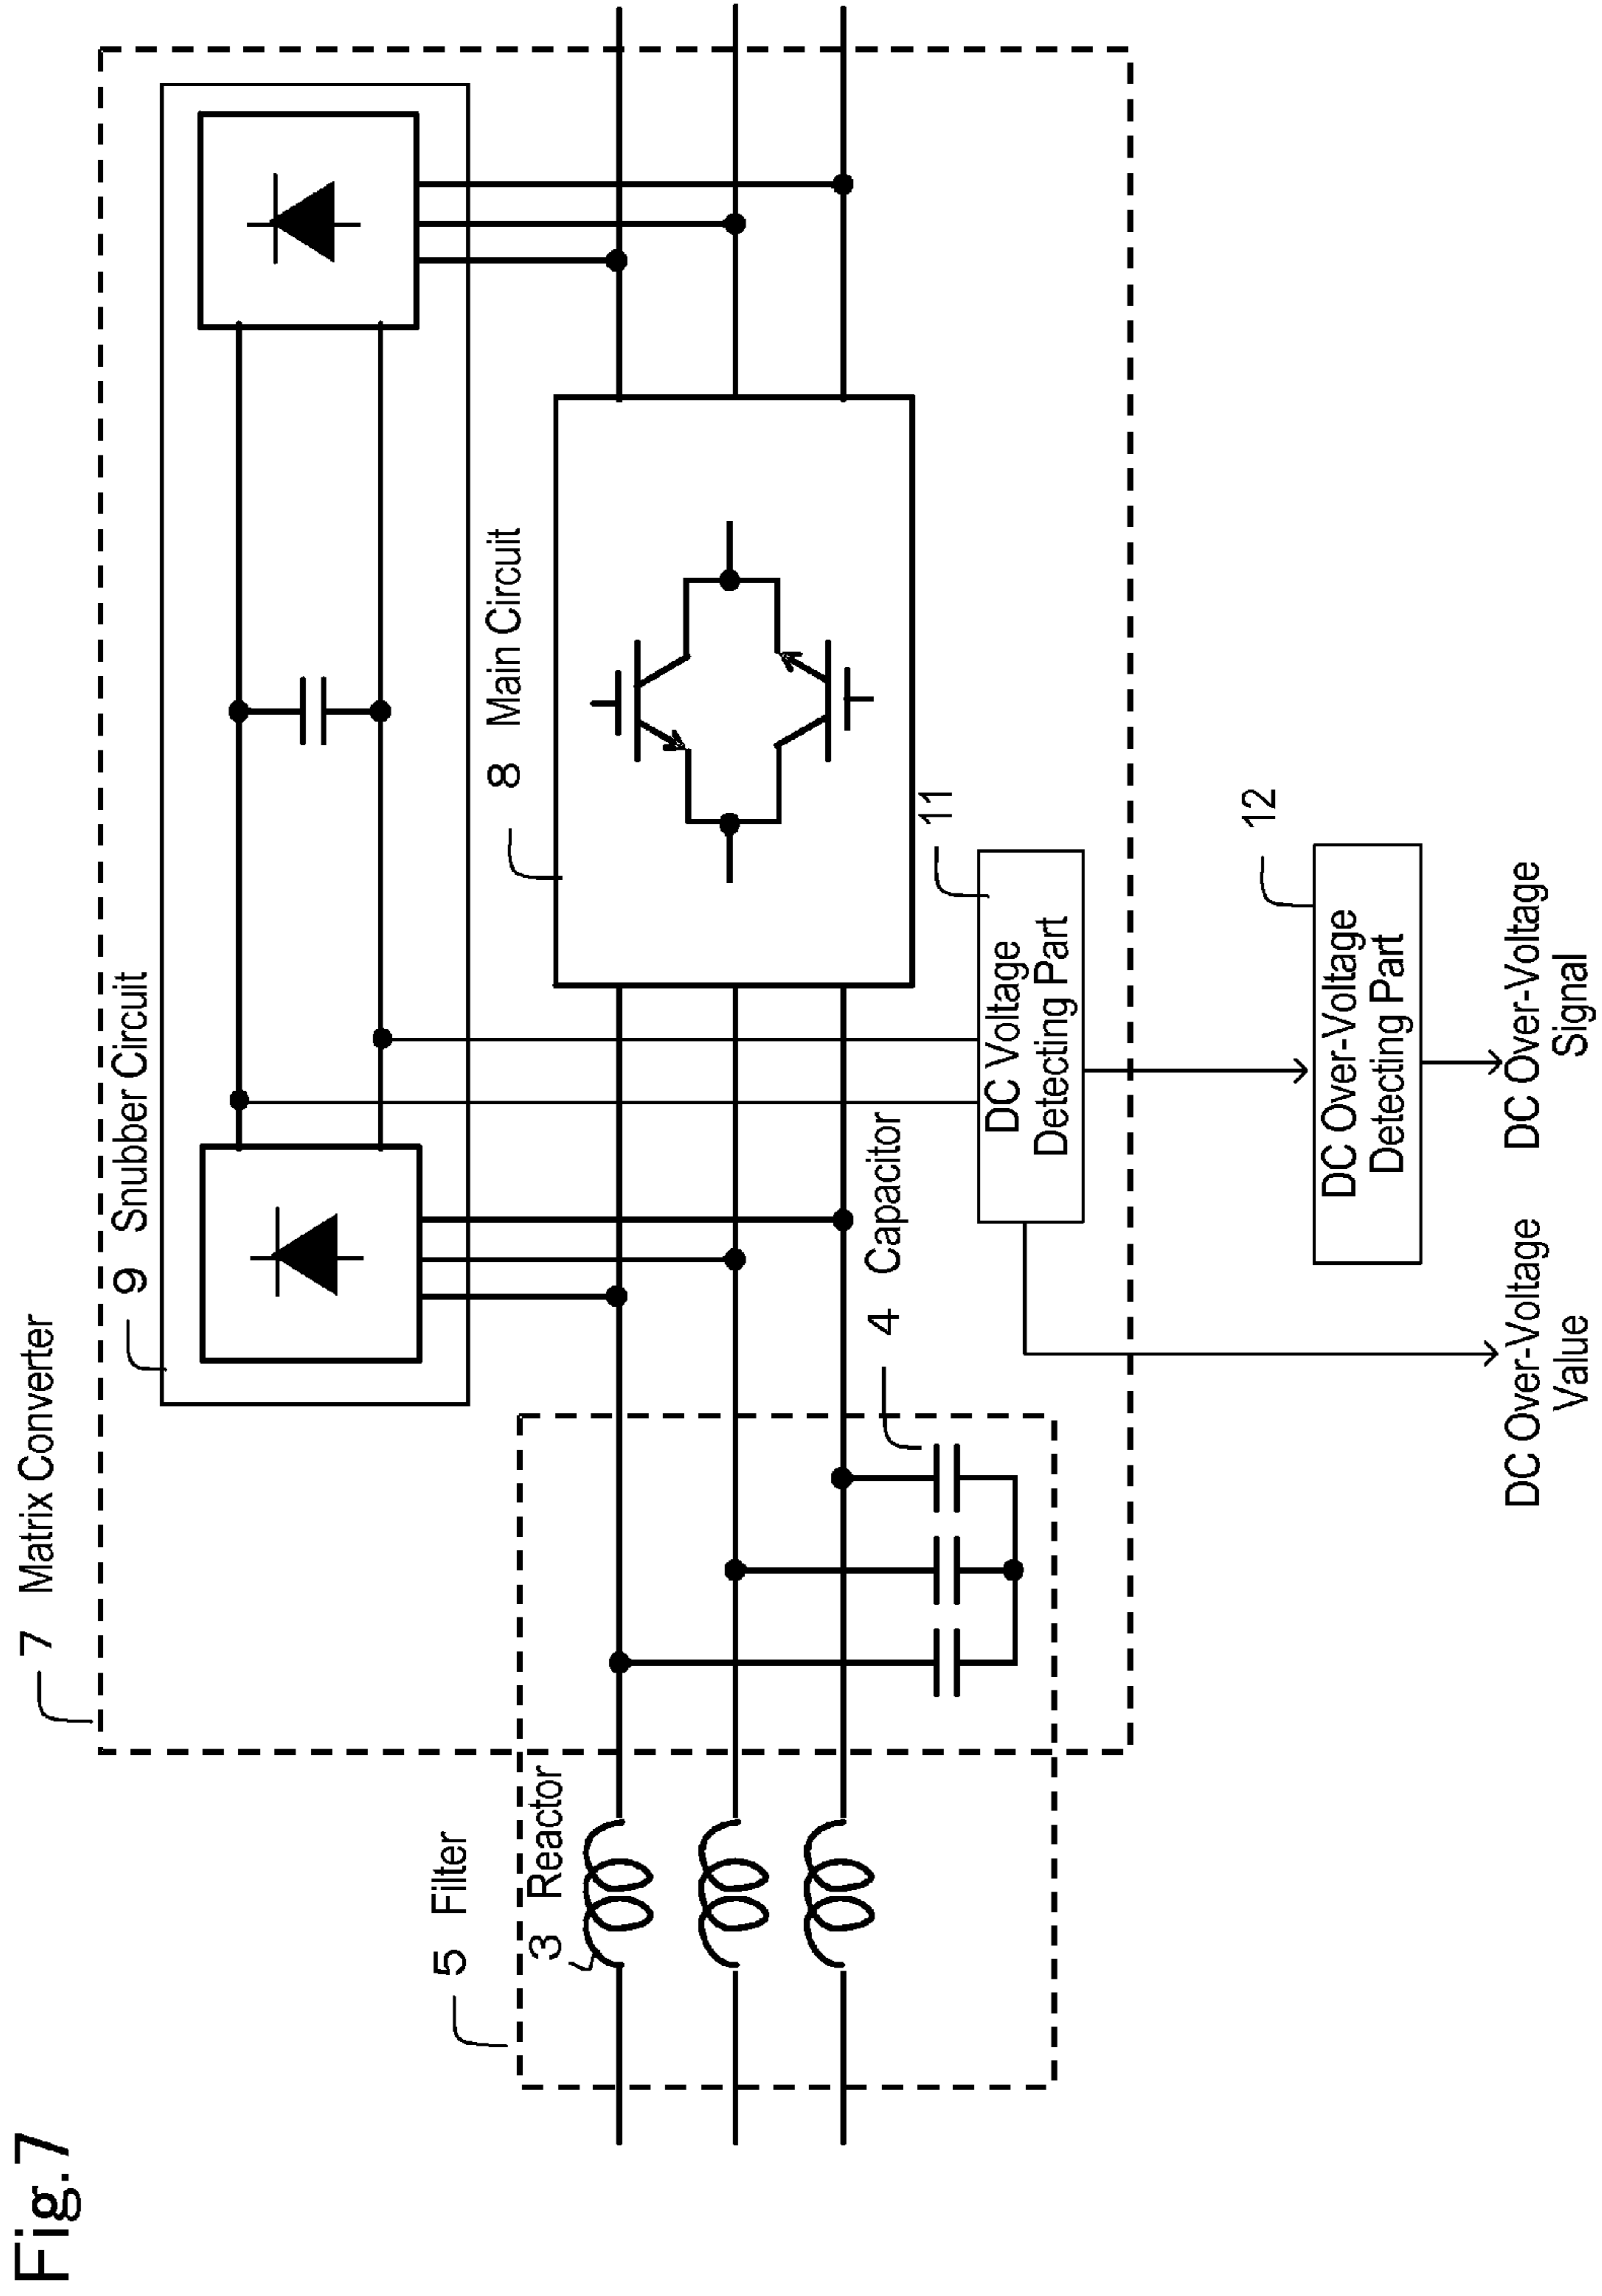 Fig.7
7 Matrix Converter
9 Snubber Circuit
5 Filter
3 Reactor
8 Main Circuit
4 Capacitor
11
DC Voltage
Detecting Part
12
DC Over-Voltage
Detecting Part
DC Over-Voltage
Value
DC Over-Voltage
Signal